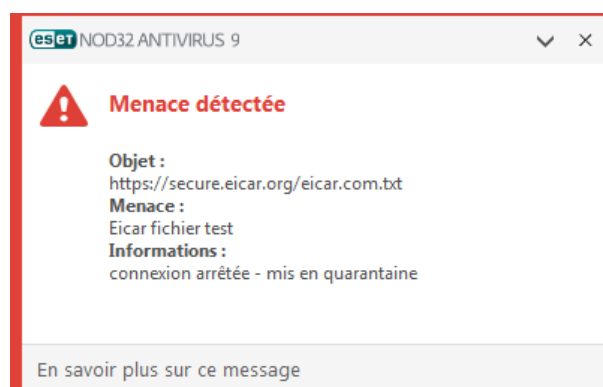 eset NOD32 ANTIVIRUS 9
Menace détectée
Objet :
https://secure.eicar.org/eicar.com.txt
Menace :
Eicar fichier test
Informations :
connexion arrêtée - mis en quarantaine
En savoir plus sur ce message